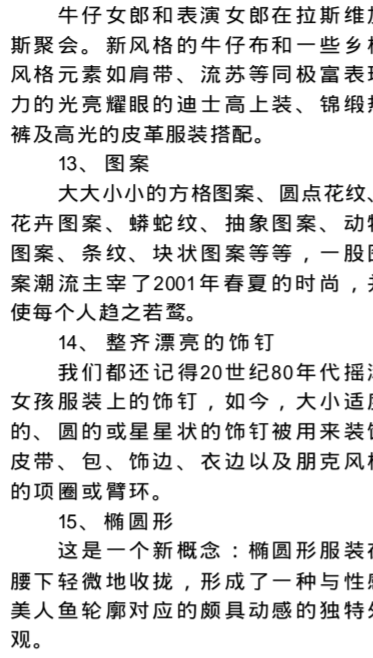 牛仔女郎和表演女郎在拉斯维加
斯聚会。新风格的牛仔布和一些乡村
风格元素如肩带、流苏等同极富表现
力的光亮耀眼的迪士高上装、锦缎热
裤及高光的皮革服装搭配。
13、图案
大大小小的方格图案、圆点花纹、
花卉图案、蟒蛇纹、抽象图案、动物
图案、条纹、块状图案等等，一股图
案潮流主宰了2001年春夏的时尚，并
使每个人趋之若鹜。
14、整齐漂亮的饰钉
我们都还记得20世纪80年代摇滚
女孩服装上的饰钉，如今，大小适度
的、圆的或星星状的饰钉被用来装饰
皮带、包、饰边、衣边以及朋克风格
的项圈或臂环。
15、椭圆形
这是一个新概念：椭圆形服装在
腰下轻微地收拢，形成了一种与性感
美人鱼轮廓对应的颇具动感的独特外
观。